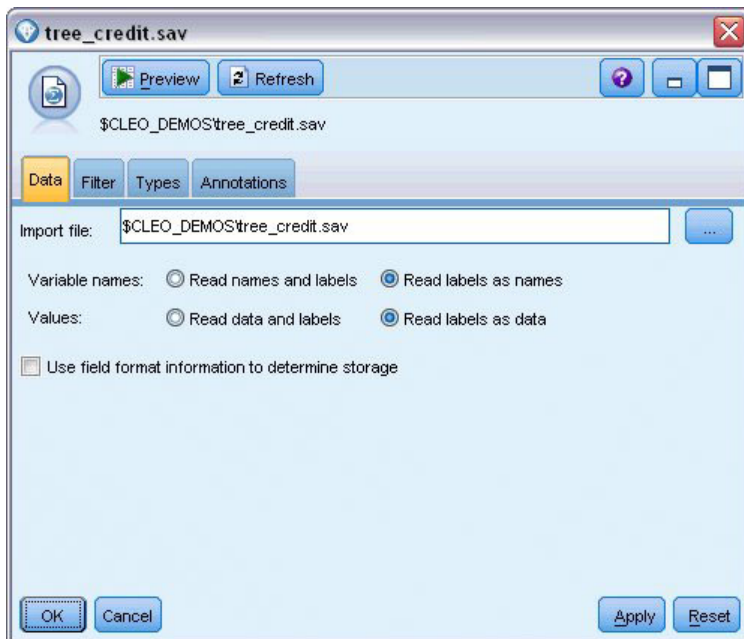 tree_credit.sav
Preview Refresh ?
$CLEO_DEMOS\tree_credit.sav
Data Filter Types Annotations
Import file: $CLEO_DEMOS\tree_credit.sav ...
Variable names: Read names and labels Read labels as names
Values: Read data and labels Read labels as data
Use field format information to determine storage
OK Cancel Apply Reset